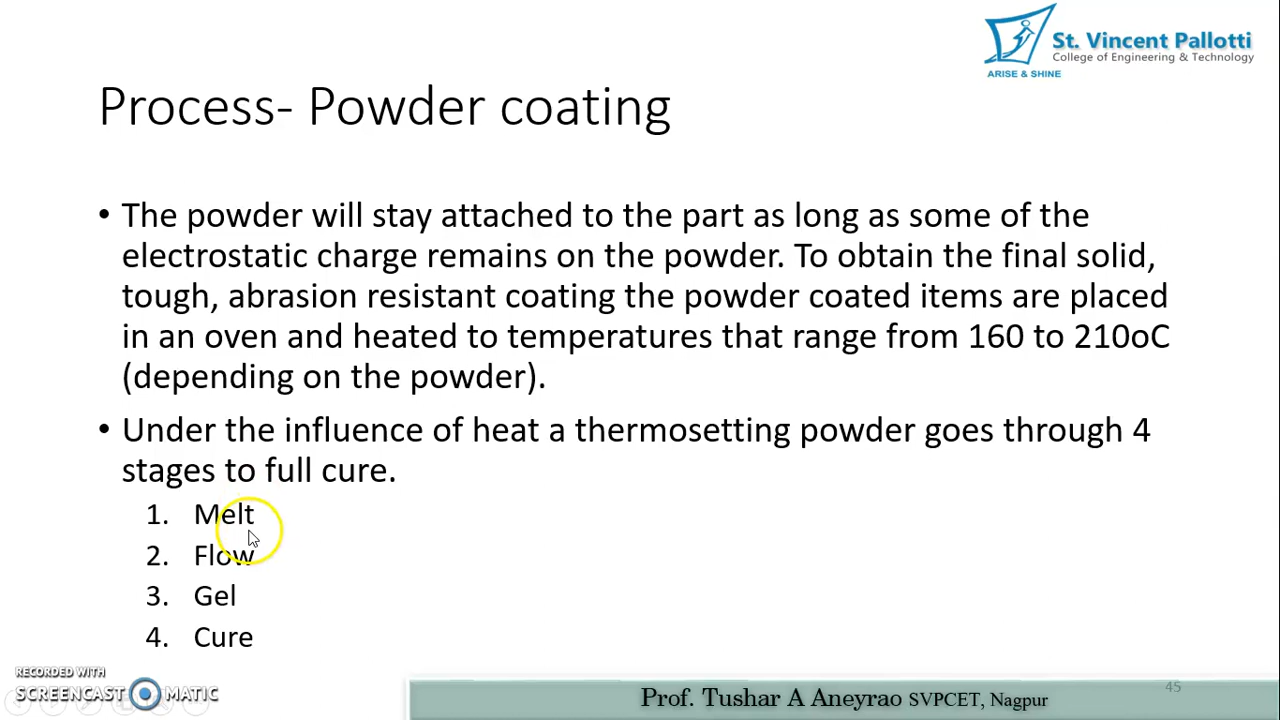 St. Vincent Pallotti
College of Engineering & Technology
ARISE & SHINE
Process- Powder coating
• The powder will stay attached to the part as long as some of the
electrostatic charge remains on the powder. To obtain the final solid,
tough, abrasion resistant coating the powder coated items are placed
in an oven and heated to temperatures that range from 160 to 210oC
(depending on the powder).
• Under the influence of heat a thermosetting powder goes through 4
stages to full cure.
1. Melt
2. Flow
3. Gel
4. Cure
RECORDED WITH
SCREENCAST MATIC
Prof. Tushar A Aneyrao SVPCET, Nagpur
45